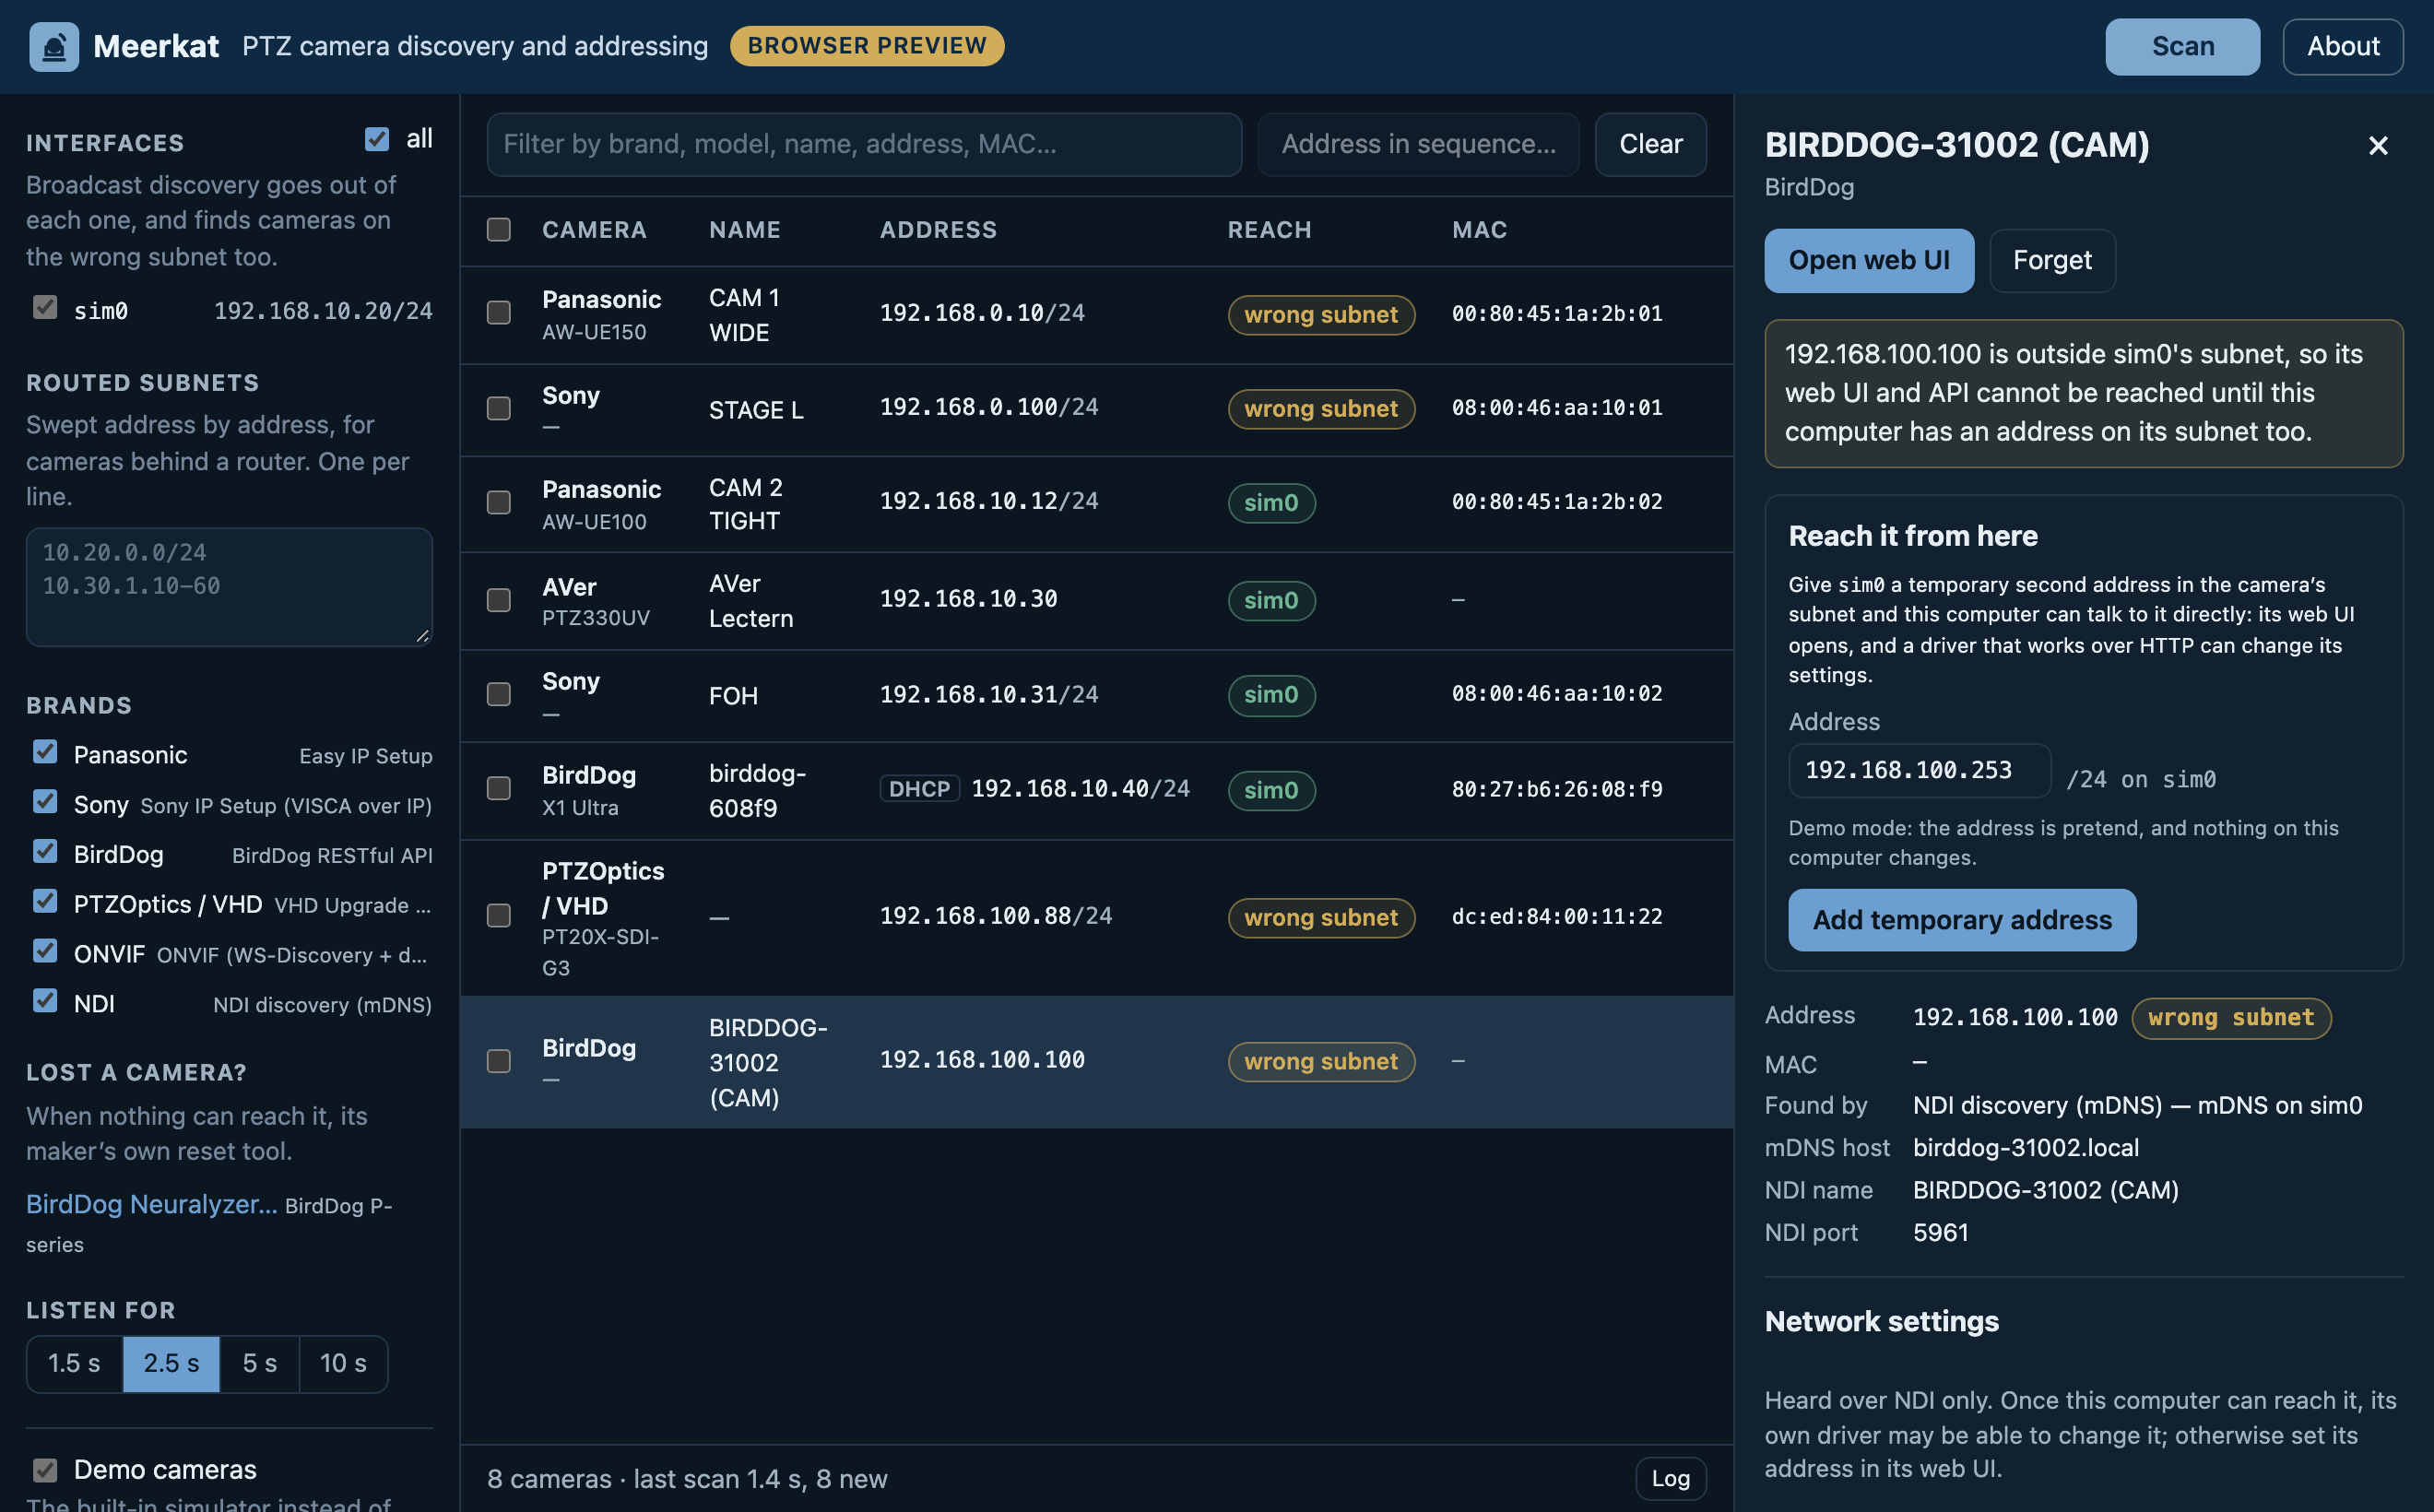 Meerkat PTZ camera discovery and addressing BROWSER PREVIEW Scan About
INTERFACES all
Broadcast discovery goes out of
each one, and finds cameras on
the wrong subnet too.
sim0 192.168.10.20/24
ROUTED SUBNETS
Swept address by address, for
cameras behind a router. One per
line.
10.20.0.0/24
10.30.1.10–60
BRANDS
Panasonic Easy IP Setup
Sony Sony IP Setup (VISCA over IP)
BirdDog BirdDog RESTful API
PTZOptics / VHD VHD Upgrade ...
ONVIF ONVIF (WS-Discovery + d...
NDI NDI discovery (mDNS)
LOST A CAMERA?
When nothing can reach it, its
maker’s own reset tool.
BirdDog Neuralyzer... BirdDog P-
series
LISTEN FOR
1.5 s 2.5 s 5 s 10 s
Demo cameras
The built-in simulator instead of
Filter by brand, model, name, address, MAC... Address in sequence... Clear
CAMERA NAME ADDRESS REACH MAC
Panasonic
AW-UE150
CAM 1
WIDE
192.168.0.10/24 wrong subnet 00:80:45:1a:2b:01
Sony
—
STAGE L 192.168.0.100/24 wrong subnet 08:00:46:aa:10:01
Panasonic
AW-UE100
CAM 2
TIGHT
192.168.10.12/24 sim0 00:80:45:1a:2b:02
AVer
PTZ330UV
AVer
Lectern
192.168.10.30 sim0 —
Sony
—
FOH 192.168.10.31/24 sim0 08:00:46:aa:10:02
BirdDog
X1 Ultra
birddog-
608f9
DHCP 192.168.10.40/24 sim0 80:27:b6:26:08:f9
PTZOptics
/ VHD
PT20X-SDI-
G3
— 192.168.100.88/24 wrong subnet dc:ed:84:00:11:22
BirdDog
—
BIRDDOG-
31002
(CAM)
192.168.100.100 wrong subnet —
8 cameras · last scan 1.4 s, 8 new Log
BIRDDOG-31002 (CAM) ✕
BirdDog
Open web UI Forget
192.168.100.100 is outside sim0's subnet, so its
web UI and API cannot be reached until this
computer has an address on its subnet too.
Reach it from here
Give sim0 a temporary second address in the camera’s
subnet and this computer can talk to it directly: its web UI
opens, and a driver that works over HTTP can change its
settings.
Address
192.168.100.253 /24 on sim0
Demo mode: the address is pretend, and nothing on this
computer changes.
Add temporary address
Address 192.168.100.100 wrong subnet
MAC —
Found by NDI discovery (mDNS) — mDNS on sim0
mDNS host birddog-31002.local
NDI name BIRDDOG-31002 (CAM)
NDI port 5961
Network settings
Heard over NDI only. Once this computer can reach it, its
own driver may be able to change it; otherwise set its
address in its web UI.